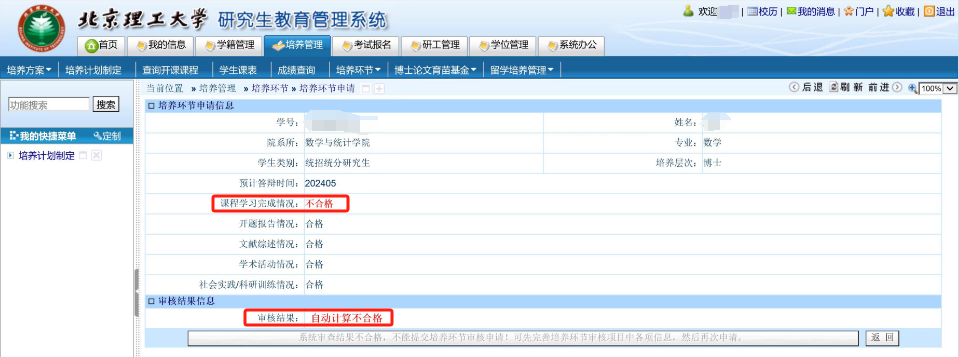 北京理工大学 研究生教育管理系统
欢迎 校历 我的消息 门户 收藏 退出
首页 我的信息 学籍管理 培养管理 考试报名 研工管理 学位管理 系统办公
培养方案 培养计划制定 查询开课课程 学生课表 成绩查询 培养环节 博士论文育苗基金 留学培养管理
功能搜索 搜索
当前位置 » 培养管理 » 培养环节 » 培养环节申请 后退 刷新 前进 100%
我的快捷菜单 定制
培养计划制定
培养环节申请信息
学号: 姓名:
院系所: 数学与统计学院 专业: 数学
学生类别: 统招统分研究生 培养层次: 博士
预计答辩时间: 202405
课程学习完成情况: 不合格
开题报告情况: 合格
文献综述情况: 合格
学术活动情况: 合格
社会实践/科研训练情况: 合格
审核结果信息
审核结果: 自动计算不合格
系统审查结果不合格,不能提交培养环节审核申请!可先完善培养环节审核项目中各项信息,然后再次申请。 返 回